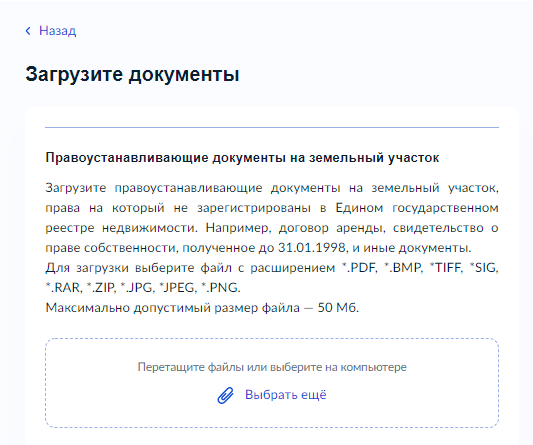 Назад
Загрузите документы
Правоустанавливающие документы на земельный участок
Загрузите правоустанавливающие документы на земельный участок,
права на который не зарегистрированы в Едином государственном
реестре недвижимости. Например, договор аренды, свидетельство о
праве собственности, полученное до 31.01.1998, и иные документы.
Для загрузки выберите файл с расширением *.PDF, *.BMP, *TIFF, *SIG,
*.RAR, *.ZIP, *.JPG, *JPEG, *.PNG.
Максимально допустимый размер файла — 50 Мб.
Перетащите файлы или выберите на компьютере
Выбрать ещё